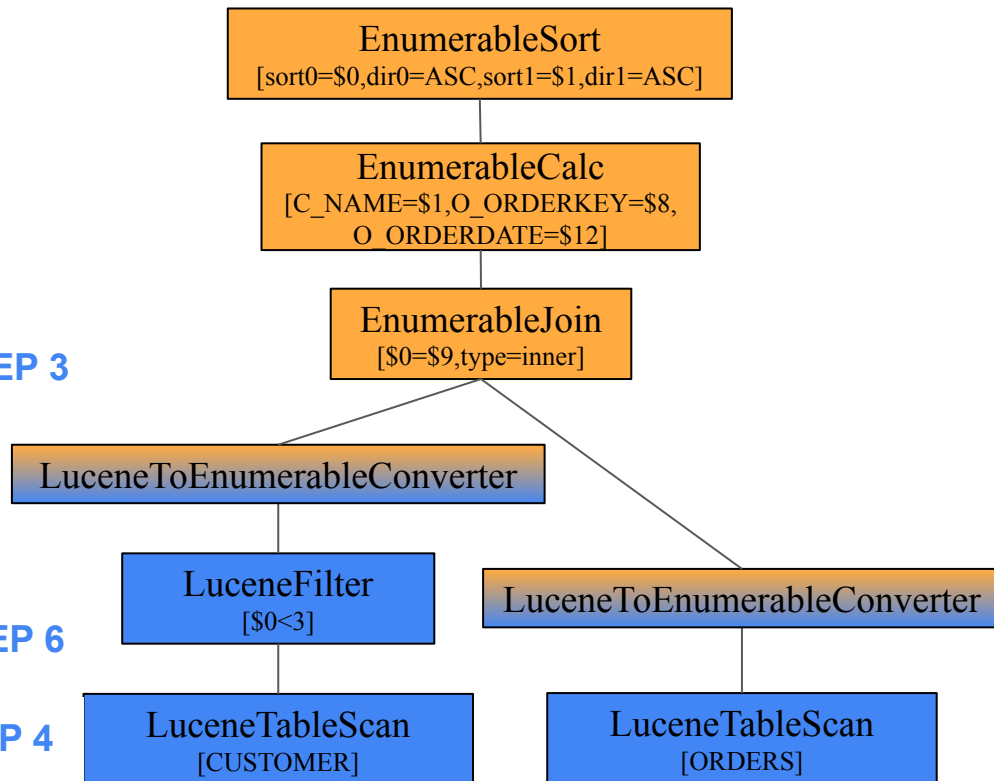 EnumerableSort
[sort0=$0,dir0=ASC,sort1=$1,dir1=ASC]
EnumerableCalc
[C_NAME=$1,O_ORDERKEY=$8,
O_ORDERDATE=$12]
EnumerableJoin
[$0=$9,type=inner]
EP 3
LuceneToEnumerableConverter
LuceneFilter
[$0<3]
LuceneToEnumerableConverter
EP 6
LuceneTableScan
[CUSTOMER]
LuceneTableScan
[ORDERS]
P 4